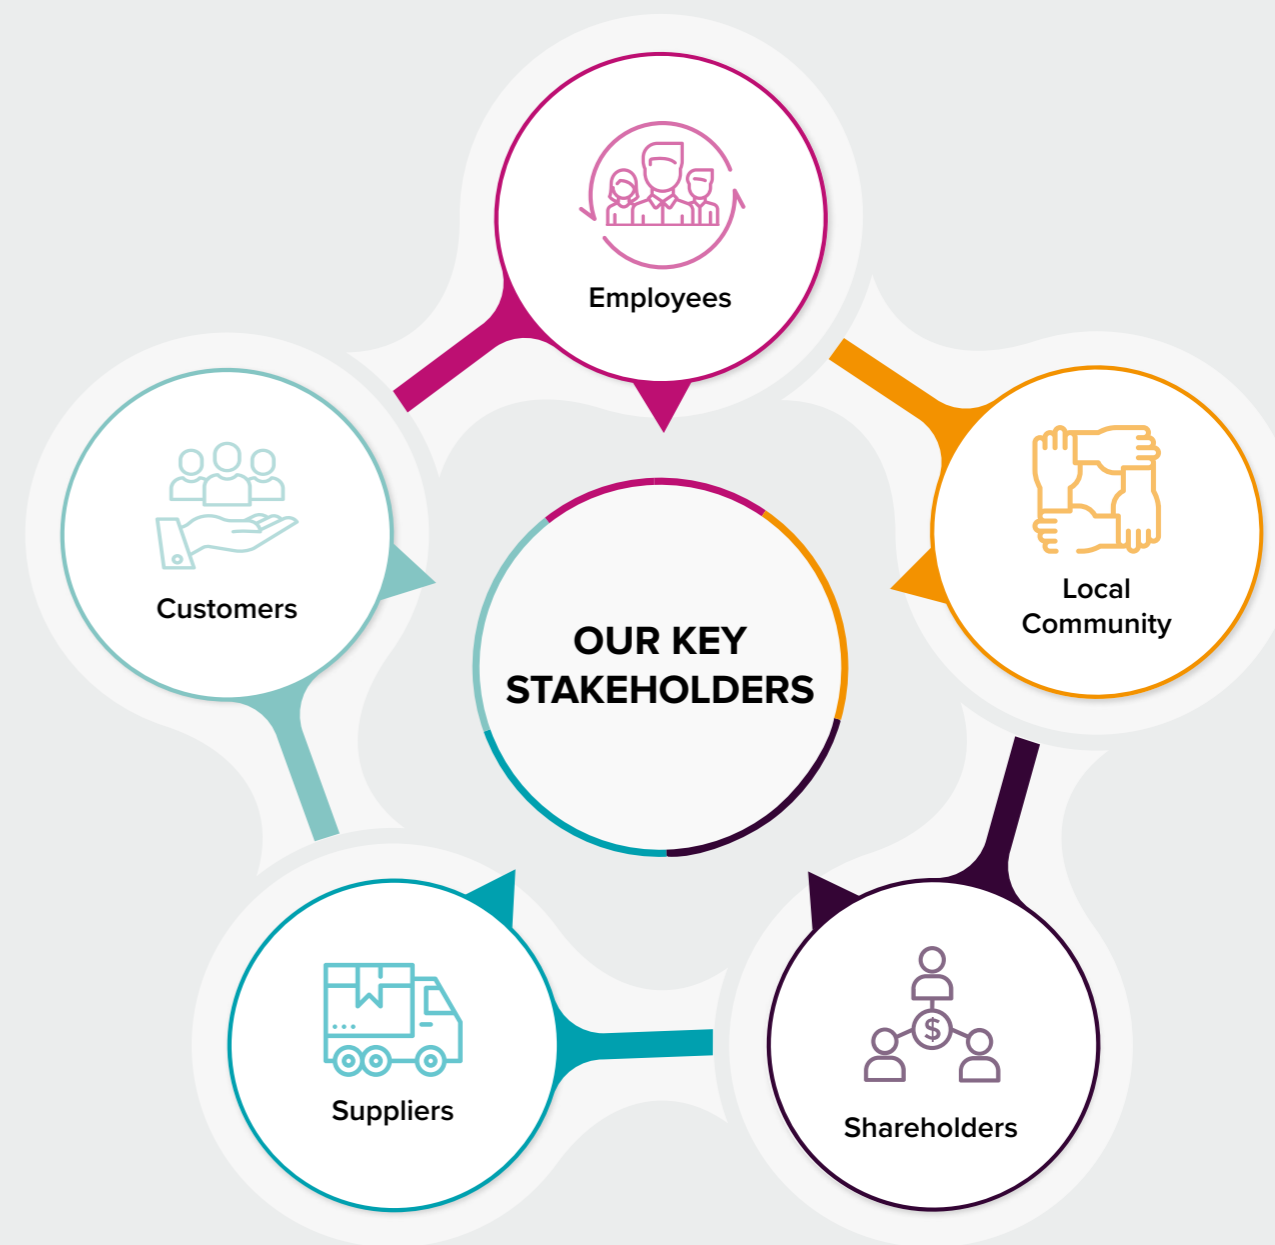 Employees
Local
Community
Customers
OUR KEY
STAKEHOLDERS
$
Suppliers
Shareholders